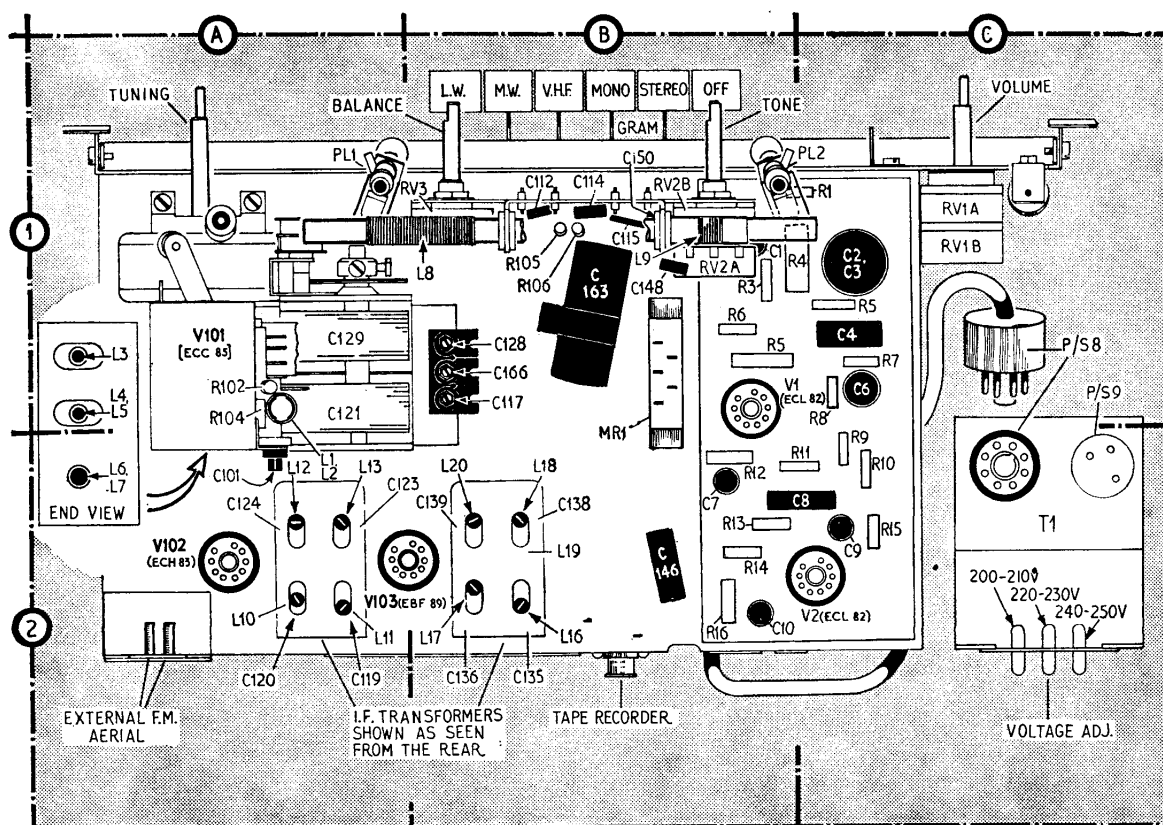 A
B
C
TUNING
BALANCE
L.W.
M.W.
V.H.F
MONO
STEREO
OFF
GRAM
TONE
VOLUME
PL1
RV3
C112
C114
C150
RV2B
PL2
R1
1
RV1A
RV1B
L8
R105
R106
C115
L9
C1
R4
C2,
C3
C
163
C148
RV2A
R3
R5
V101
[ECC 85]
C129
C128
R6
C4
P/S8
L3
C166
R5
R7
R102
L4,
L5
C121
C117
V1
(ECL 82)
R8
C6
P/S9
R104
MR1
L6,
L7
C101
L12
L1
L2
L13
L20
L18
R12
R11
R9
R10
END VIEW
C124
C123
C139
C138
C7
C8
T1
V102
(ECH 83)
L19
R13
C9
R15
C
146
R14
200-210V
220-230V
240-250V
V103 (EBF 89)
L10
L11
L17
L16
R16
C10
V2 (ECL 82)
2
C120
C119
C136
C135
EXTERNAL F.M.
AERIAL
I.F. TRANSFORMERS
SHOWN AS SEEN
FROM THE REAR
TAPE RECORDER
VOLTAGE ADJ.